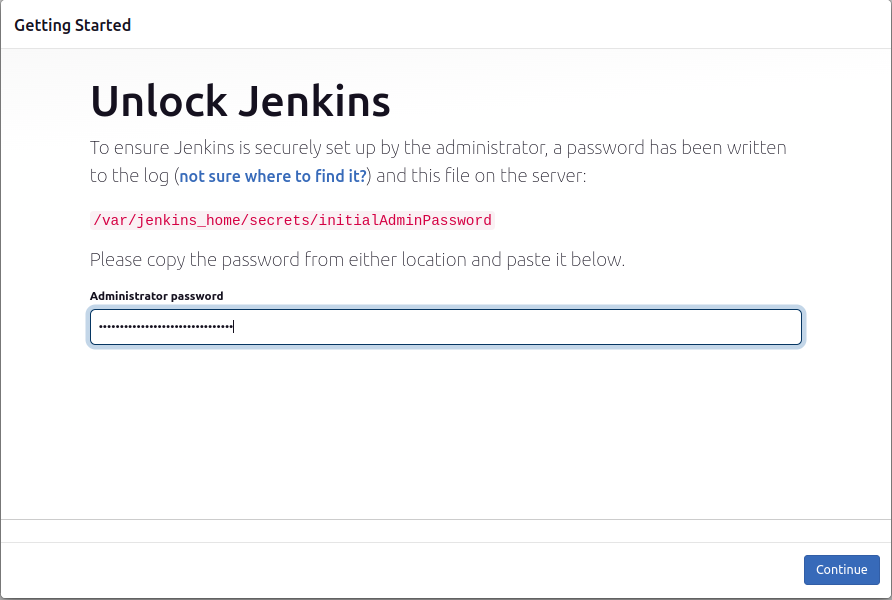 Getting Started
Unlock Jenkins
To ensure Jenkins is securely set up by the administrator, a password has been written
to the log (not sure where to find it?) and this file on the server:
/var/jenkins_home/secrets/initialAdminPassword
Please copy the password from either location and paste it below.
Administrator password
••••••••••••••••••••••••••••••••
Continue